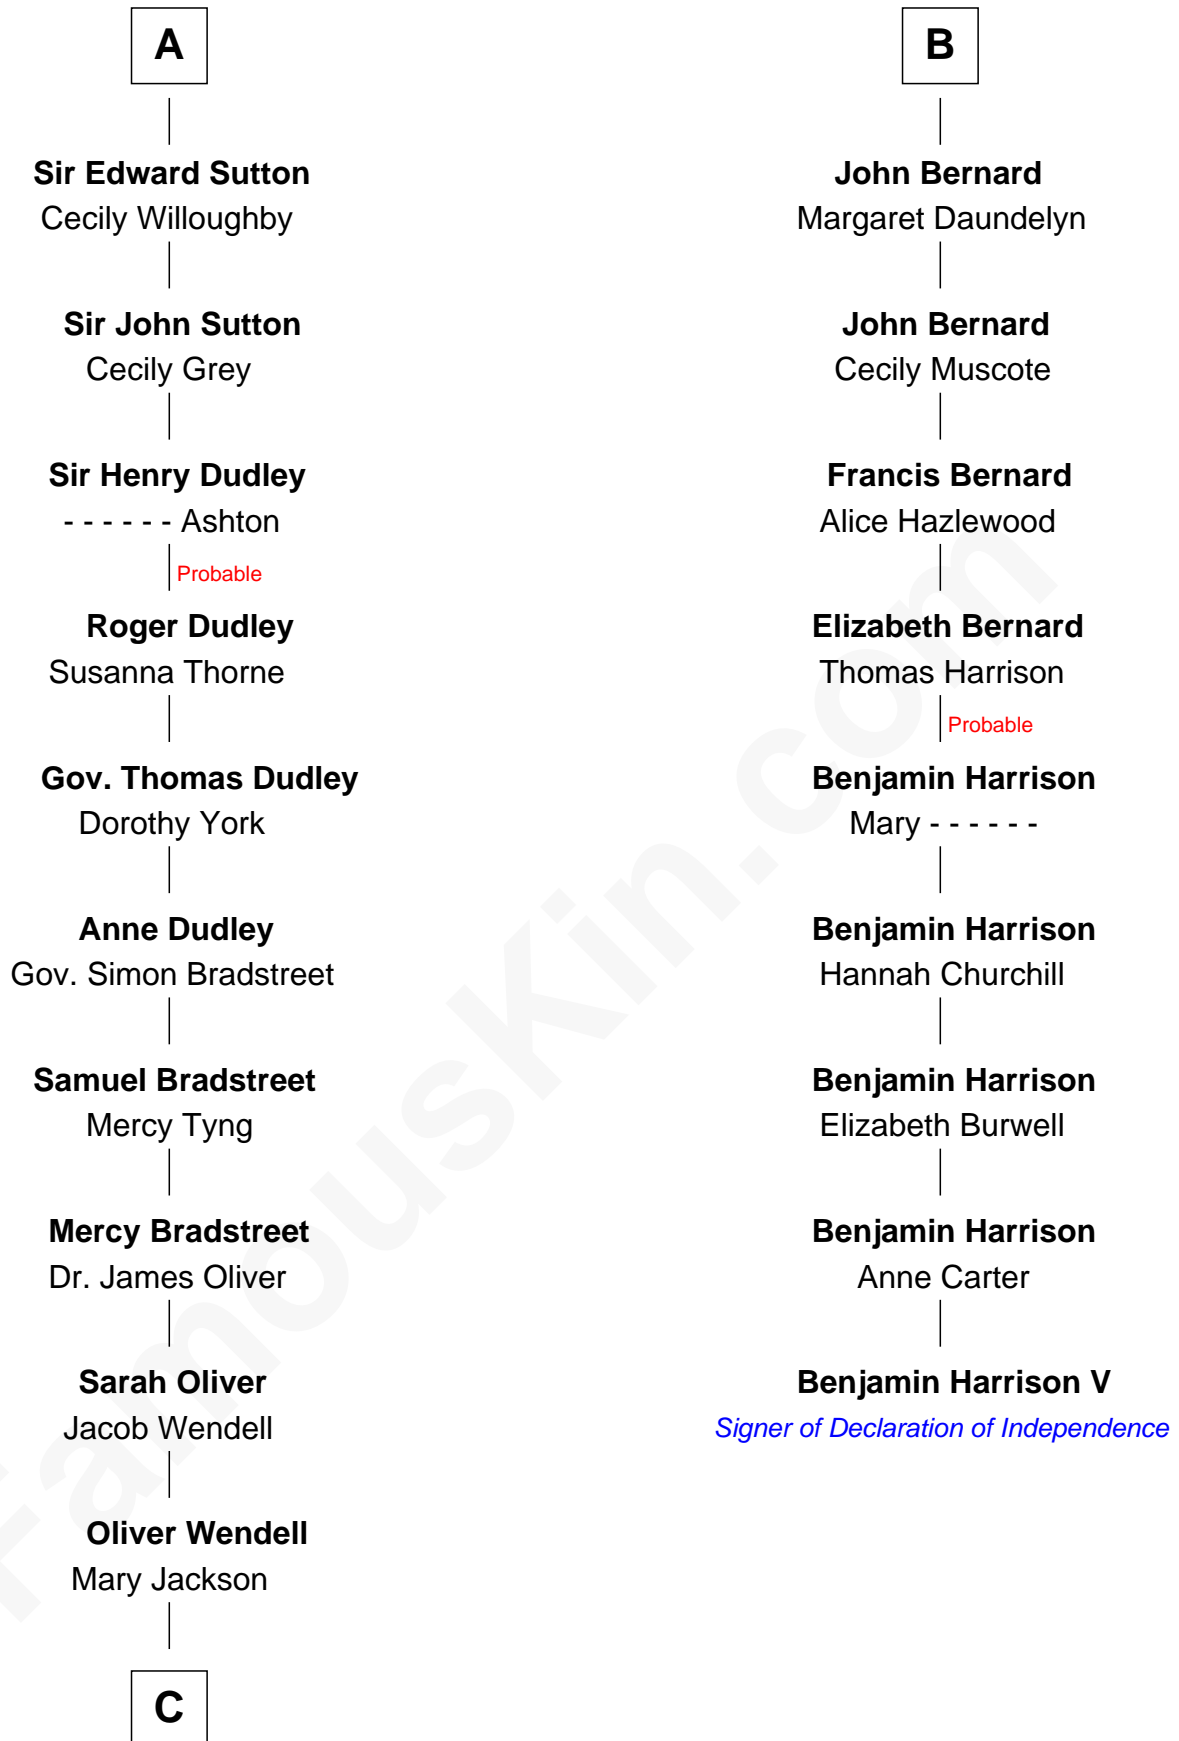 A
Sir Edward Sutton
Cecily Willoughby
Sir John Sutton
Cecily Grey
Sir Henry Dudley
- - - - - - Ashton
Probable
Roger Dudley
Susanna Thorne
Gov. Thomas Dudley
Dorothy York
Anne Dudley
Gov. Simon Bradstreet
Samuel Bradstreet
Mercy Tyng
Mercy Bradstreet
Dr. James Oliver
Sarah Oliver
Jacob Wendell
Oliver Wendell
Mary Jackson
C
B
John Bernard
Margaret Daundelyn
John Bernard
Cecily Muscote
Francis Bernard
Alice Hazlewood
Elizabeth Bernard
Thomas Harrison
Probable
Benjamin Harrison
Mary - - - - - -
Benjamin Harrison
Hannah Churchill
Benjamin Harrison
Elizabeth Burwell
Benjamin Harrison
Anne Carter
Benjamin Harrison V
Signer of Declaration of Independence
FamousKin.com